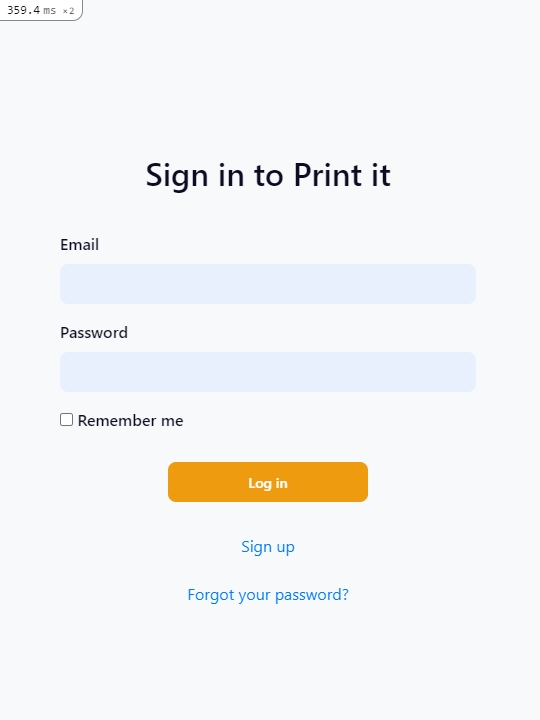 359.4 ms ×2
Sign in to Print it
Email
Password
Remember me
Log in
Sign up
Forgot your password?